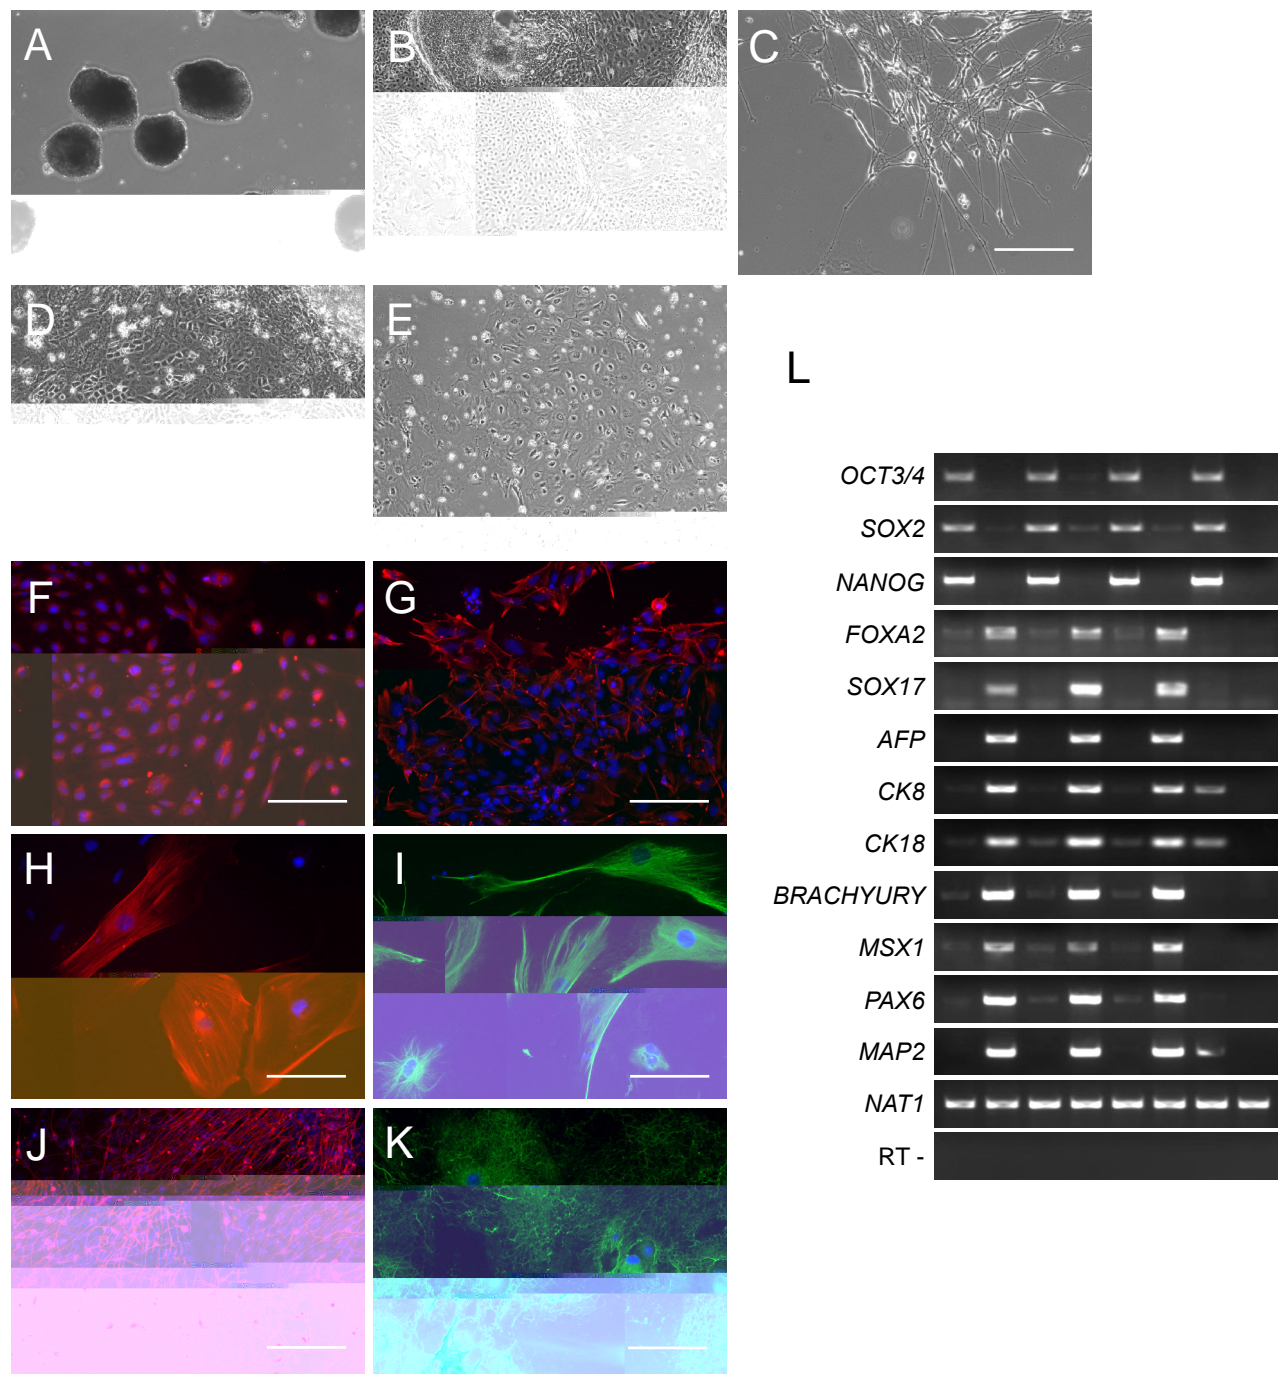 A
B
C
D
E
L
F
G
H
I
J
K
OCT3/4
SOX2
NANOG
FOXA2
SOX17
AFP
CK8
CK18
BRACHYURY
MSX1
PAX6
MAP2
NAT1
RT -